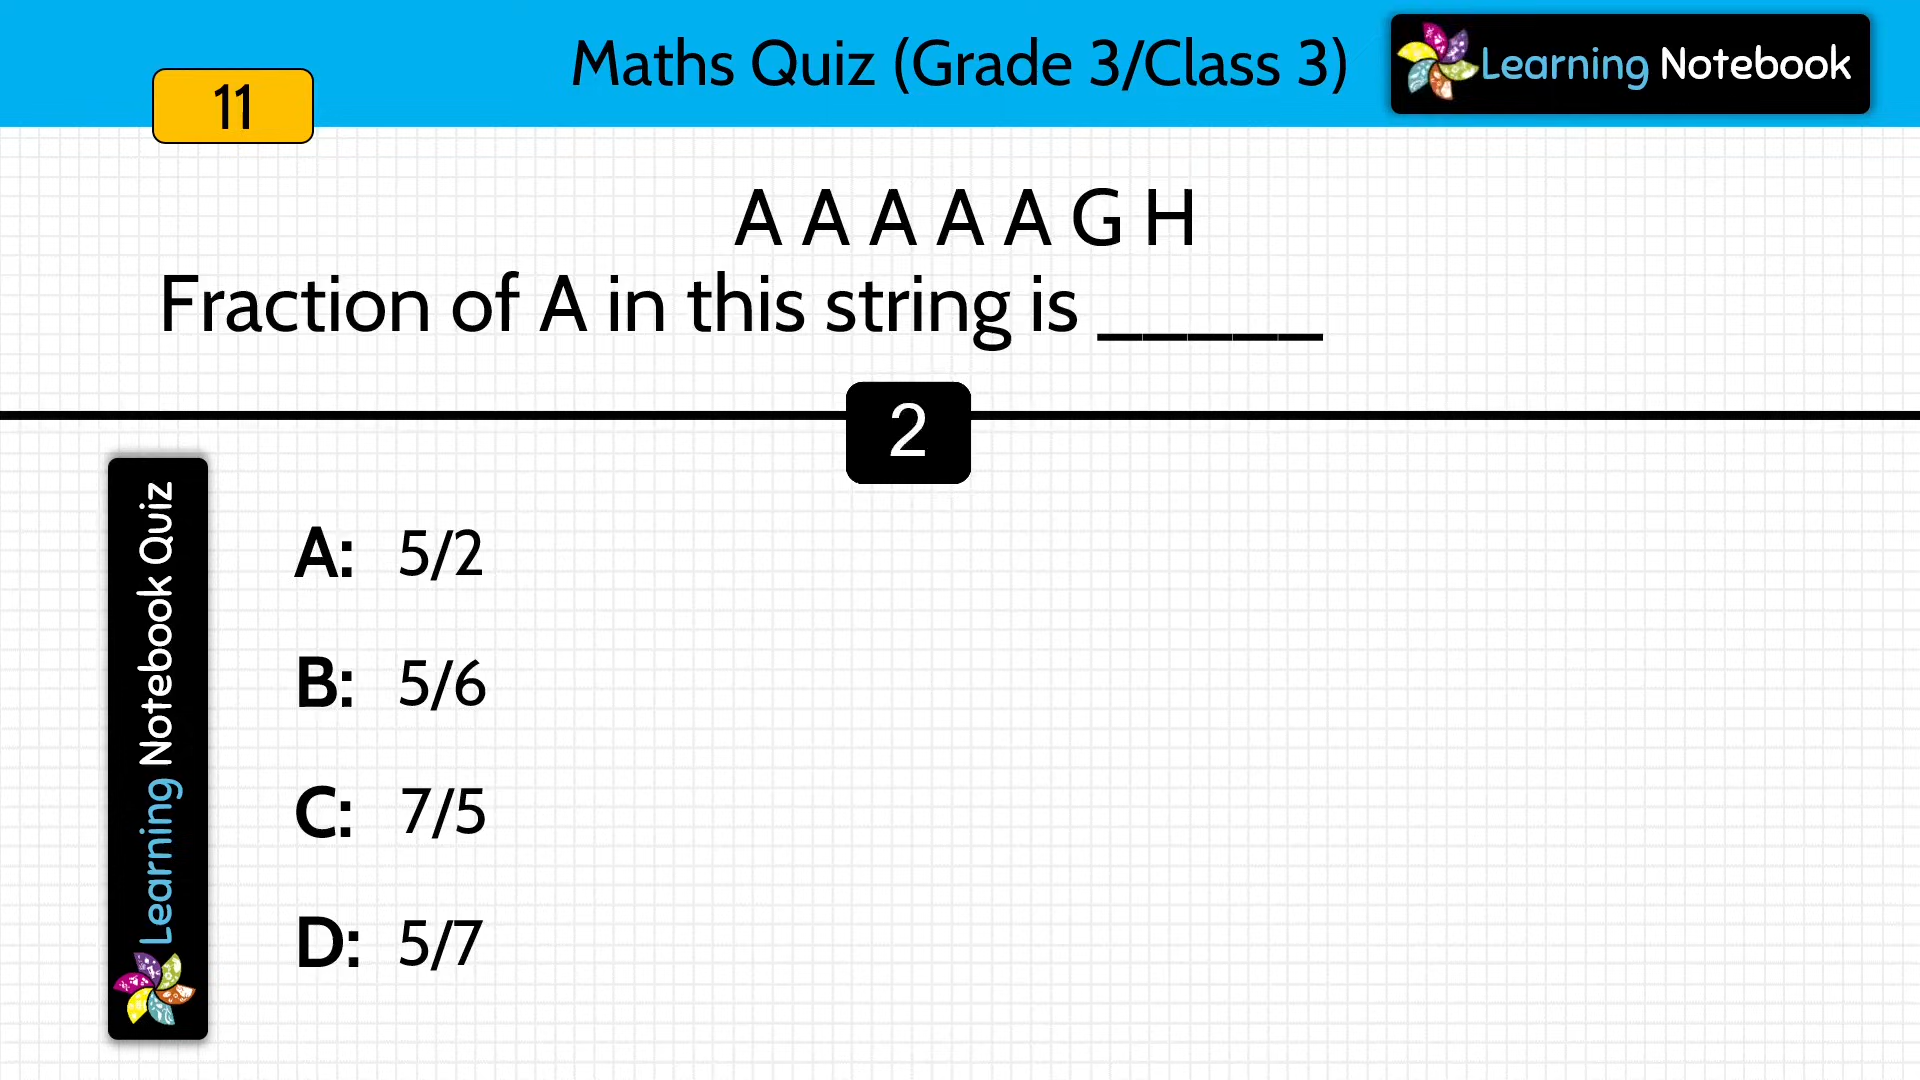 Maths Quiz (Grade 3/Class 3)
Learning Notebook
11
A A A A A G H
Fraction of A in this string is _____
2
Learning Notebook Quiz
A: 5/2
B: 5/6
C: 7/5
D: 5/7